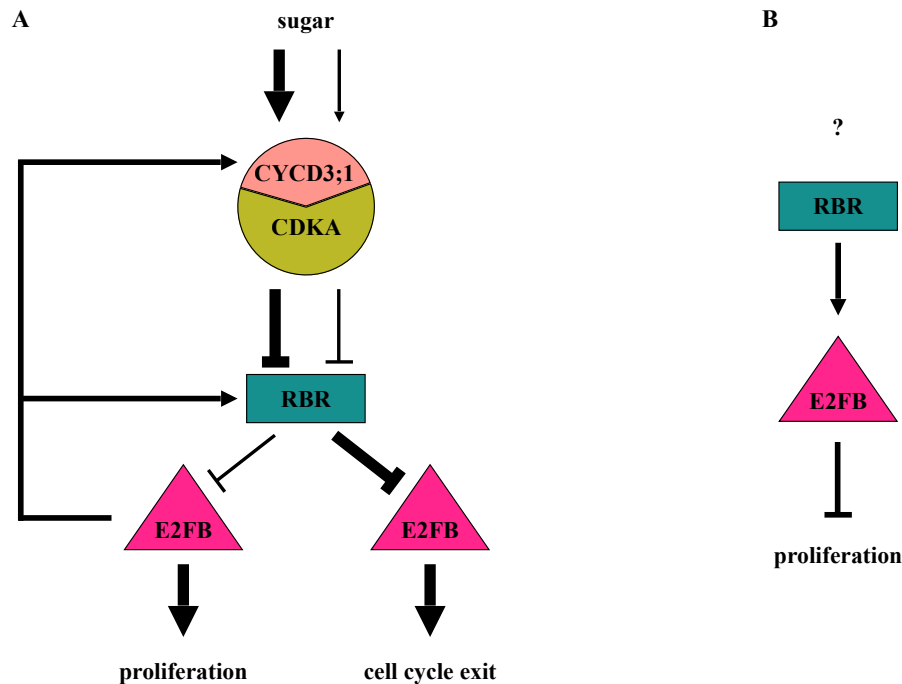 A
sugar
CYCD3;1
CDKA
RBR
E2FB
E2FB
proliferation
cell cycle exit
B
?
RBR
E2FB
proliferation